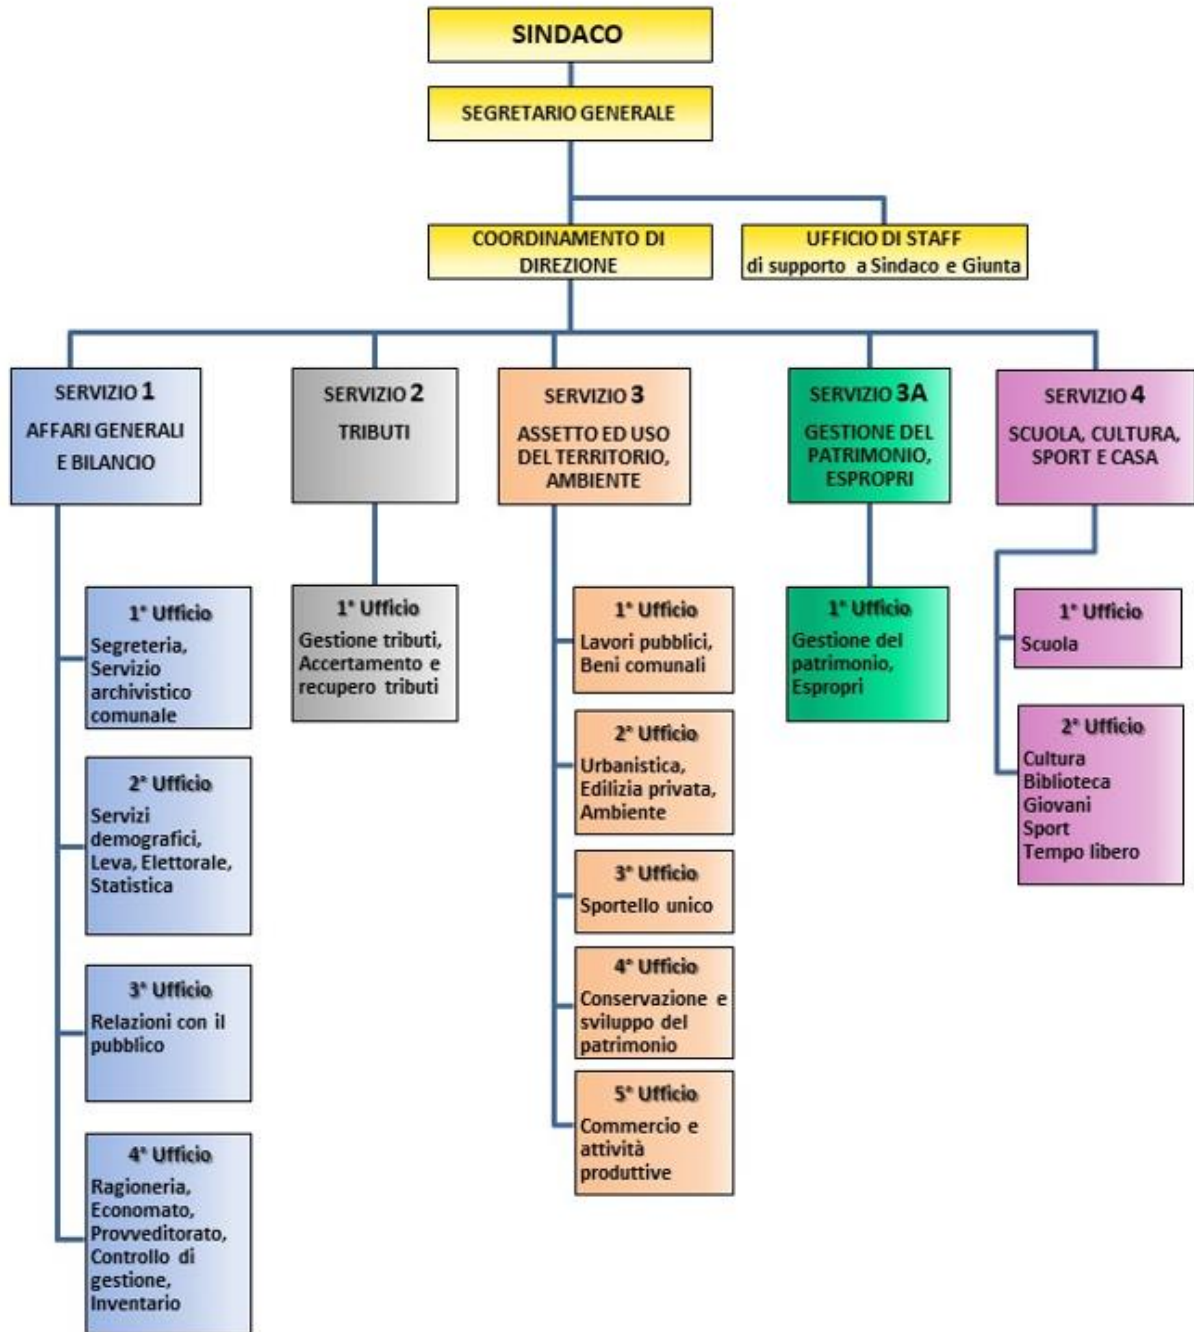 SINDACO
SEGRETARIO GENERALE
COORDINAMENTO DI
DIREZIONE
UFFICIO DI STAFF
di supporto a Sindaco e Giunta
SERVIZIO 1
AFFARI GENERALI
E BILANCIO
SERVIZIO 2
TRIBUTI
SERVIZIO 3
ASSETTO ED USO
DEL TERRITORIO,
AMBIENTE
SERVIZIO 3A
GESTIONE DEL
PATRIMONIO,
ESPROPRI
SERVIZIO 4
SCUOLA, CULTURA,
SPORT E CASA
1° Ufficio
Segreteria,
Servizio
archivistico
comunale
2° Ufficio
Servizi
demografici,
Leva, Elettorale,
Statistica
3° Ufficio
Relazioni con il
pubblico
4° Ufficio
Ragioneria,
Economato,
Provveditorato,
Controllo di
gestione,
Inventario
1° Ufficio
Gestione tributi,
Accertamento e
recupero tributi
1° Ufficio
Lavori pubblici,
Beni comunali
2° Ufficio
Urbanistica,
Edilizia privata,
Ambiente
3° Ufficio
Sportello unico
4° Ufficio
Conservazione e
sviluppo del
patrimonio
5° Ufficio
Commercio e
attività
produttive
1° Ufficio
Gestione del
patrimonio,
Espropri
1° Ufficio
Scuola
2° Ufficio
Cultura
Biblioteca
Giovani
Sport
Tempo libero